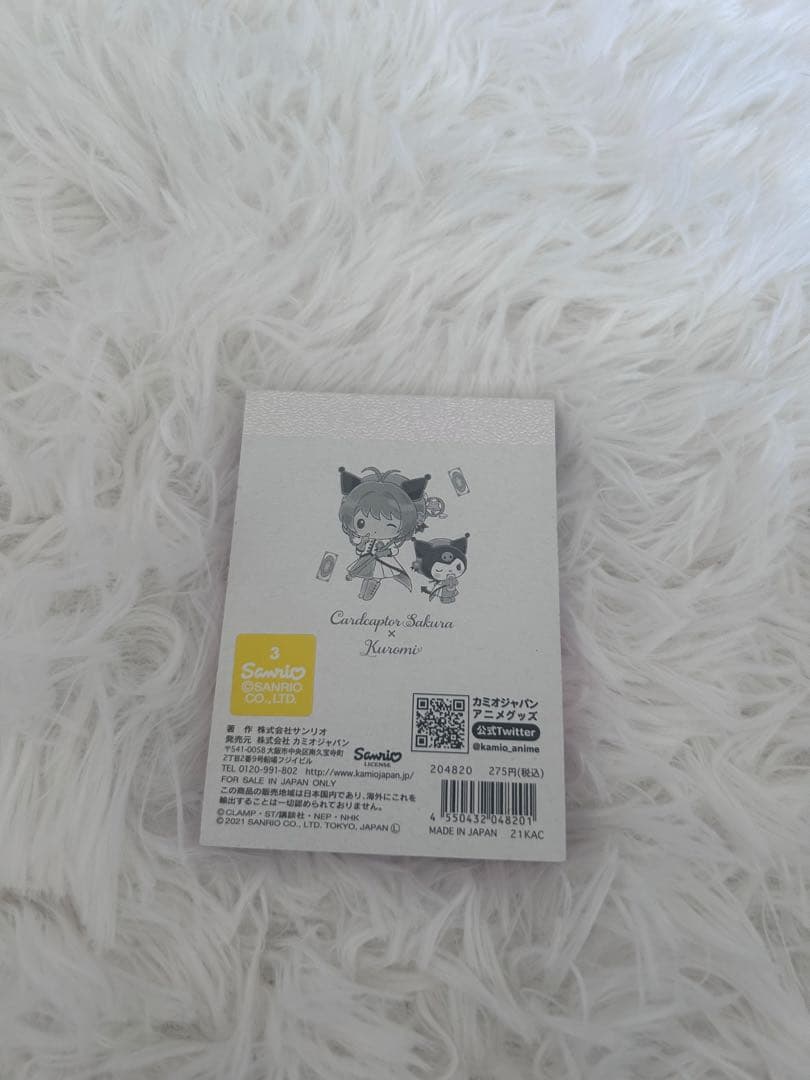 Cardcaptor Sakura
×
Kuromi
3
Sanrio
©SANRIO
CO.,LTD.
著 作 株式会社サンリオ
発売元 株式会社 カミオジャパン
〒541-0058 大阪市中央区南久宝寺町
2丁目2番9号船場フジイビル
TEL 0120-991-802 http://www.kamiojapan.jp/
FOR SALE IN JAPAN ONLY
この商品の販売地域は日本国内であり、海外にこれを
輸出することは一切認められておりません。
©CLAMP・ST/講談社・NEP・NHK
©2021 SANRIO CO., LTD. TOKYO, JAPAN Ⓛ
Sanrio
LICENSE
カミオジャパン
アニメグッズ
公式Twitter
@kamio_anime
204820 275円(税込)
4 550432 048201
MADE IN JAPAN 21KAC